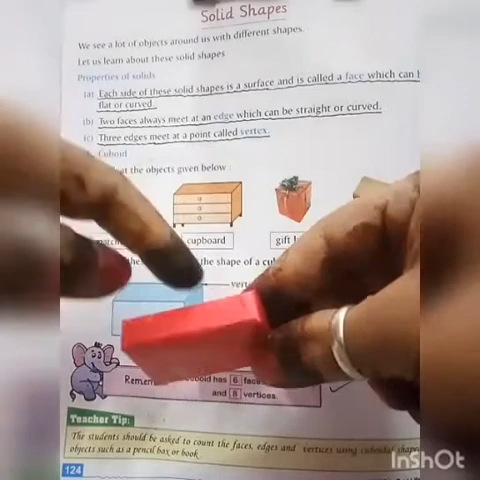 Solid Shapes
We see a lot of objects around us with different shapes.
Let us learn about these solid shapes
Properties of solids
(a) Each side of these solid shapes is a surface and is called a face which can
flat or curved.
(b) Two faces always meet at an edge which can be straight or curved.
(c) Three edges meet at a point called vertex.
Cuboid
at the objects given below :
cupboard
gift
the shape of a
has 6
and 8 vertices.
Teacher Tip:
The students should be asked to count the faces, edges and vertices using cuboidal
objects such as a pencil box or book
124
InShOt